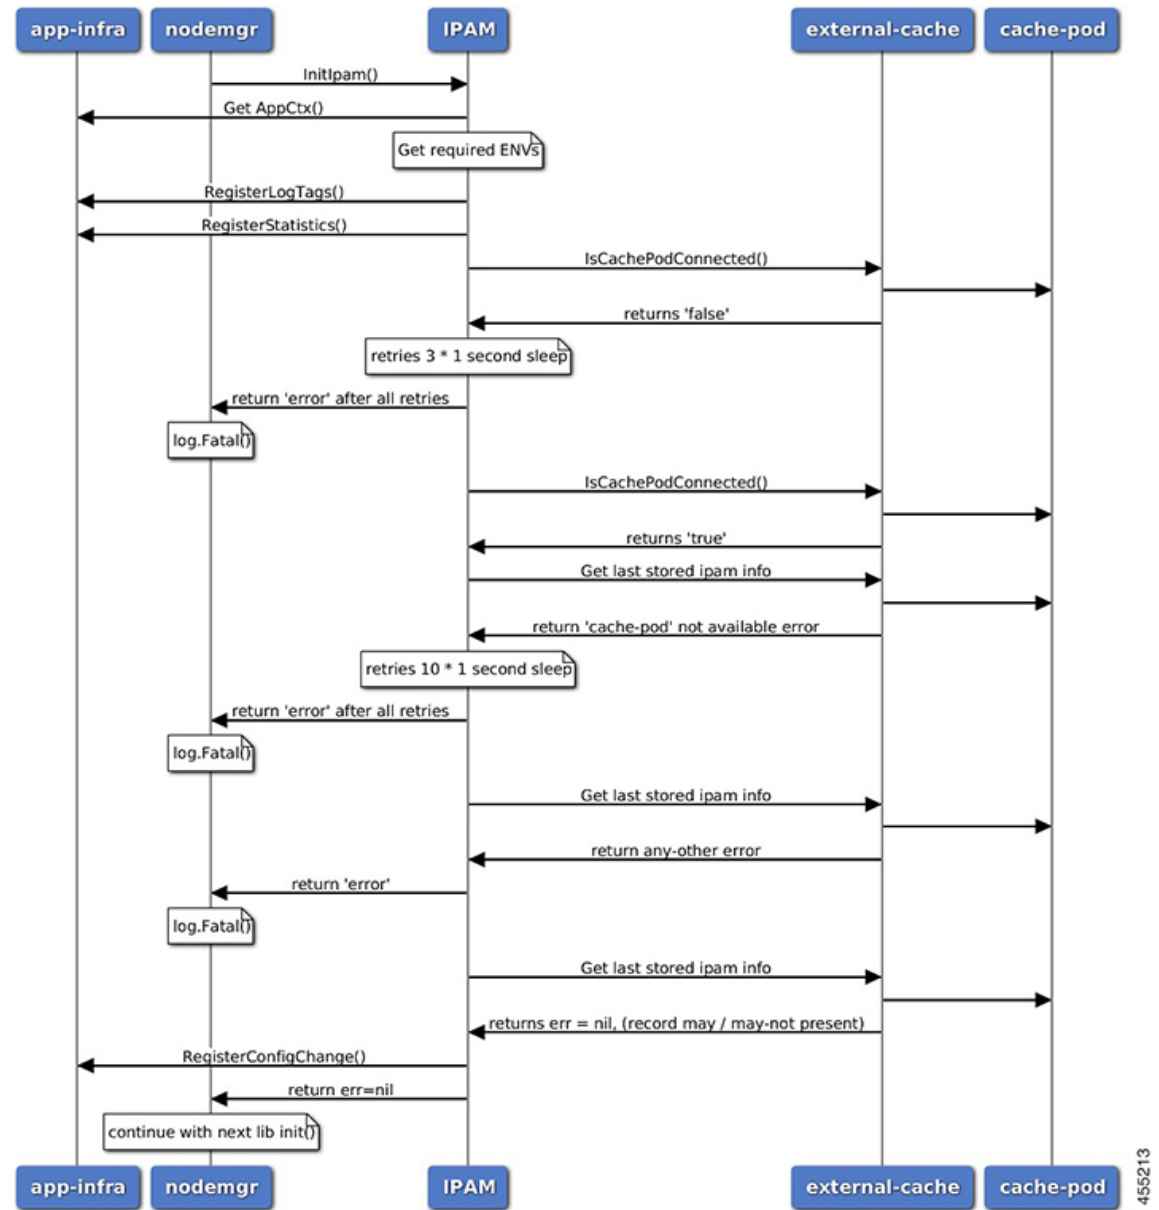 app-infra nodemgr IPAM external-cache cache-pod
InitIpam()
Get AppCtx()
Get required ENVs
RegisterLogTags()
RegisterStatistics()
IsCachePodConnected()
returns 'false'
retries 3 * 1 second sleep
return 'error' after all retries
log.Fatal()
IsCachePodConnected()
returns 'true'
Get last stored ipam info
return 'cache-pod' not available error
retries 10 * 1 second sleep
return 'error' after all retries
log.Fatal()
Get last stored ipam info
return any-other error
return 'error'
log.Fatal()
Get last stored ipam info
returns err = nil, (record may / may-not present)
RegisterConfigChange()
return err=nil
continue with next lib init()
app-infra nodemgr IPAM external-cache cache-pod
455213